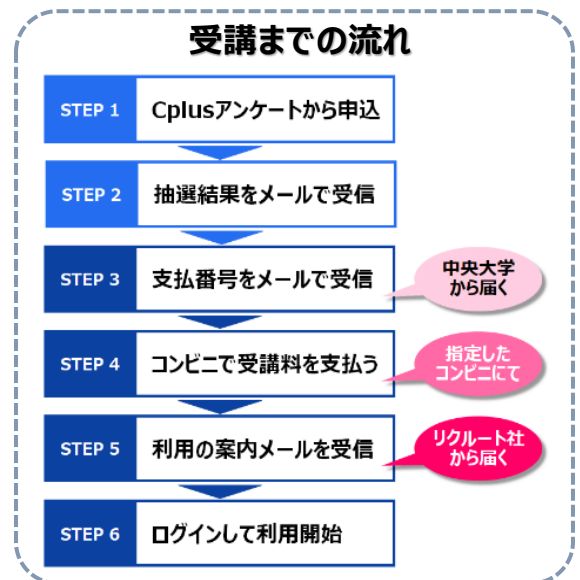 受講までの流れ
STEP 1
Cplusアンケートから申込
STEP 2
抽選結果をメールで受信
STEP 3
支払番号をメールで受信
中央大学
から届く
STEP 4
コンビニで受講料を支払う
指定した
コンビニにて
STEP 5
利用の案内メールを受信
リクルート社
から届く
STEP 6
ログインして利用開始